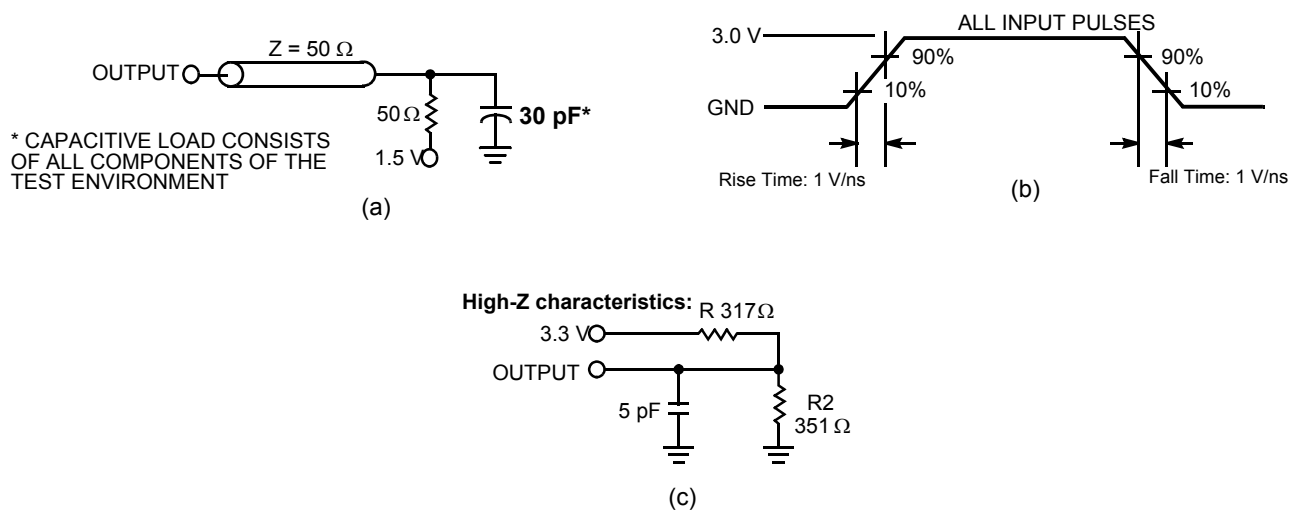 Z = 50 Ω
OUTPUT
50 Ω
30 pF*
1.5 V
* CAPACITIVE LOAD CONSISTS
OF ALL COMPONENTS OF THE
TEST ENVIRONMENT
(a)
ALL INPUT PULSES
3.0 V
90%
10%
GND
90%
10%
Rise Time: 1 V/ns
Fall Time: 1 V/ns
(b)
High-Z characteristics:
R 317 Ω
3.3 V
OUTPUT
5 pF
R2
351 Ω
(c)